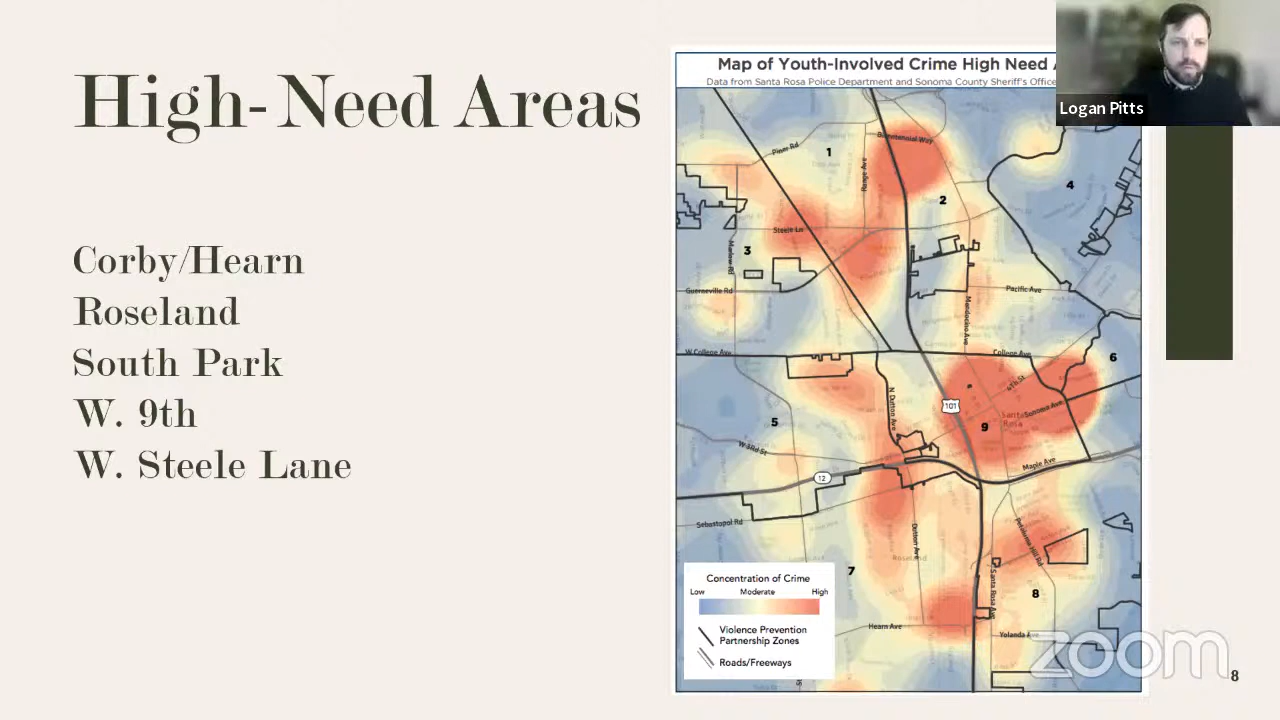 High-Need Areas
Corby/Hearn
Roseland
South Park
W. 9th
W. Steele Lane
Map of Youth-Involved Crime High Need
Data from Santa Rosa Police Department and Sonoma County Sheriff's Office
Logan Pitts
Bicentennial Way
Piner Rd
1
Range Ave
4
2
Steele Ln
3
Marlow Rd
Guerneville Rd
Pacific Ave
Mendocino Ave
W College Ave
College Ave
6
4th St
N Dutton Ave
101
Santa Rosa
Sonoma Ave
5
9
W 3rd St
Maple Ave
12
Sebastopol Rd
Petaluma Hill Rd
Dutton Ave
Roseland
7
Santa Rosa Ave
8
Hearn Ave
Yolanda
Concentration of Crime
Low Moderate High
Violence Prevention
Partnership Zones
Roads/Freeways
zoom
8